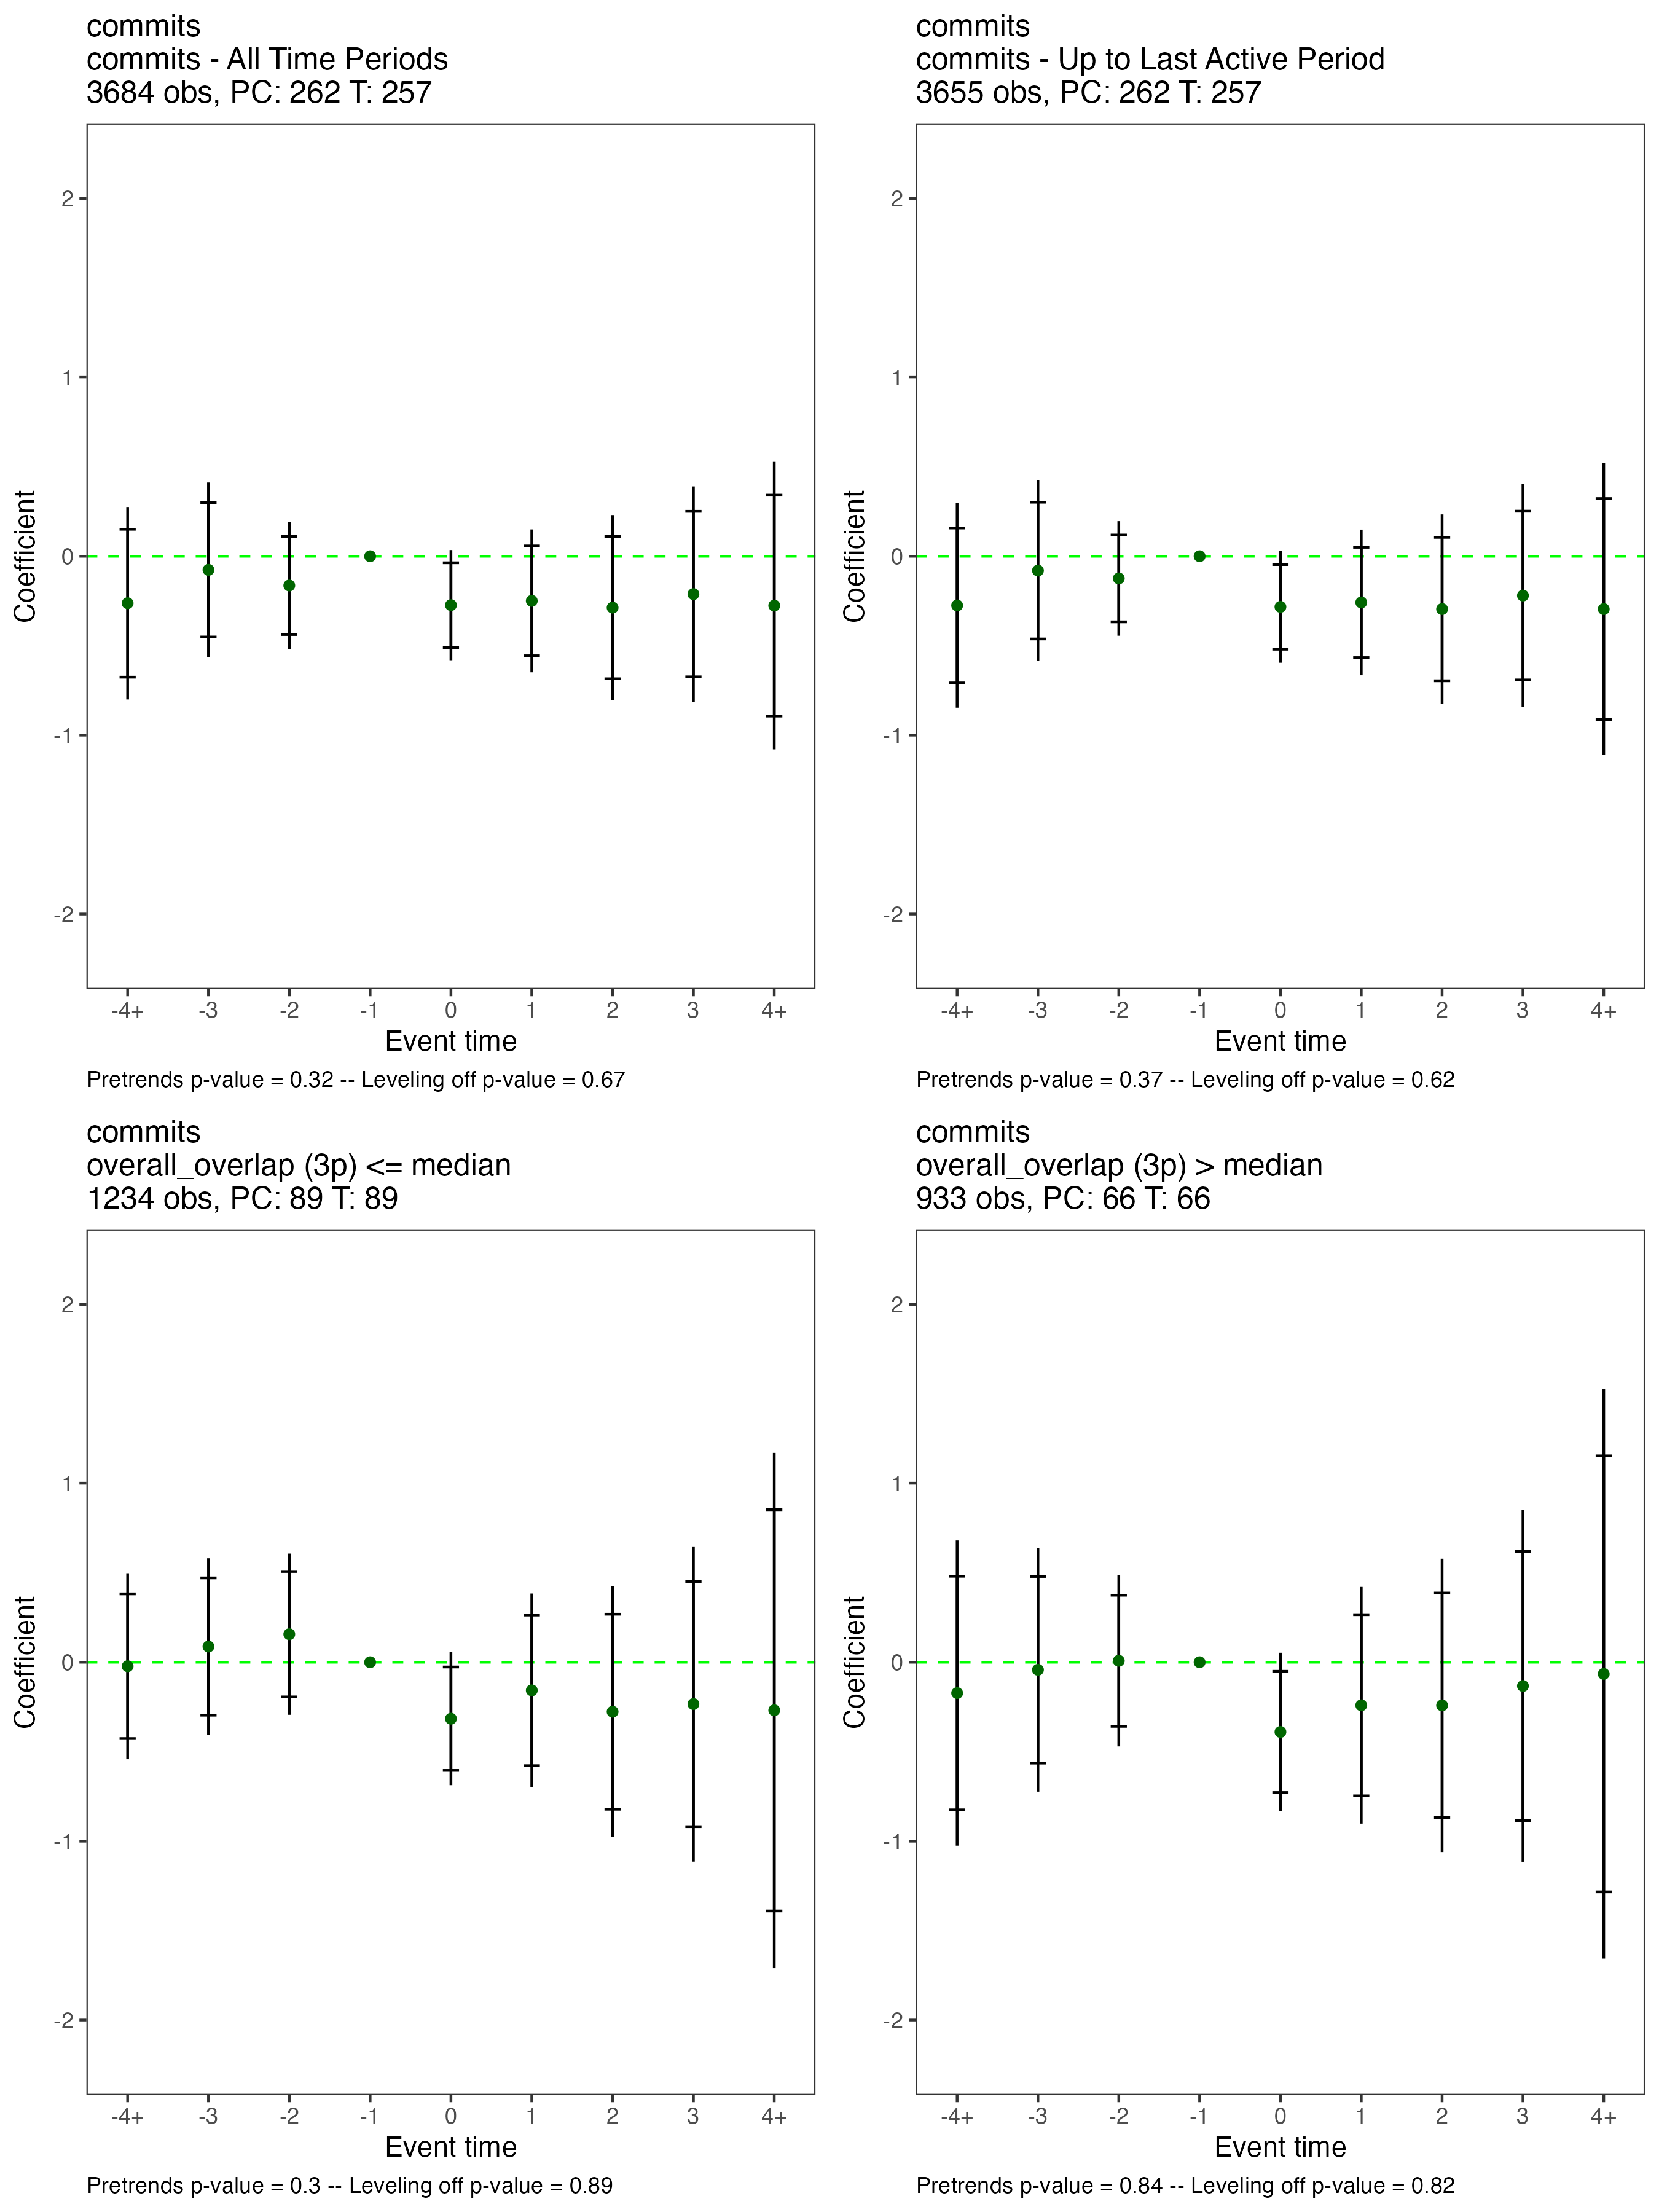 commits
commits - All Time Periods
3684 obs, PC: 262 T: 257
Coefficient
2
1
0
-1
-2
-4+ -3 -2 -1 0 1 2 3 4+
Event time
Pretrends p-value = 0.32 -- Leveling off p-value = 0.67
commits
commits - Up to Last Active Period
3655 obs, PC: 262 T: 257
Coefficient
2
1
0
-1
-2
-4+ -3 -2 -1 0 1 2 3 4+
Event time
Pretrends p-value = 0.37 -- Leveling off p-value = 0.62
commits
overall_overlap (3p) <= median
1234 obs, PC: 89 T: 89
Coefficient
2
1
0
-1
-2
-4+ -3 -2 -1 0 1 2 3 4+
Event time
Pretrends p-value = 0.3 -- Leveling off p-value = 0.89
commits
overall_overlap (3p) > median
933 obs, PC: 66 T: 66
Coefficient
2
1
0
-1
-2
-4+ -3 -2 -1 0 1 2 3 4+
Event time
Pretrends p-value = 0.84 -- Leveling off p-value = 0.82